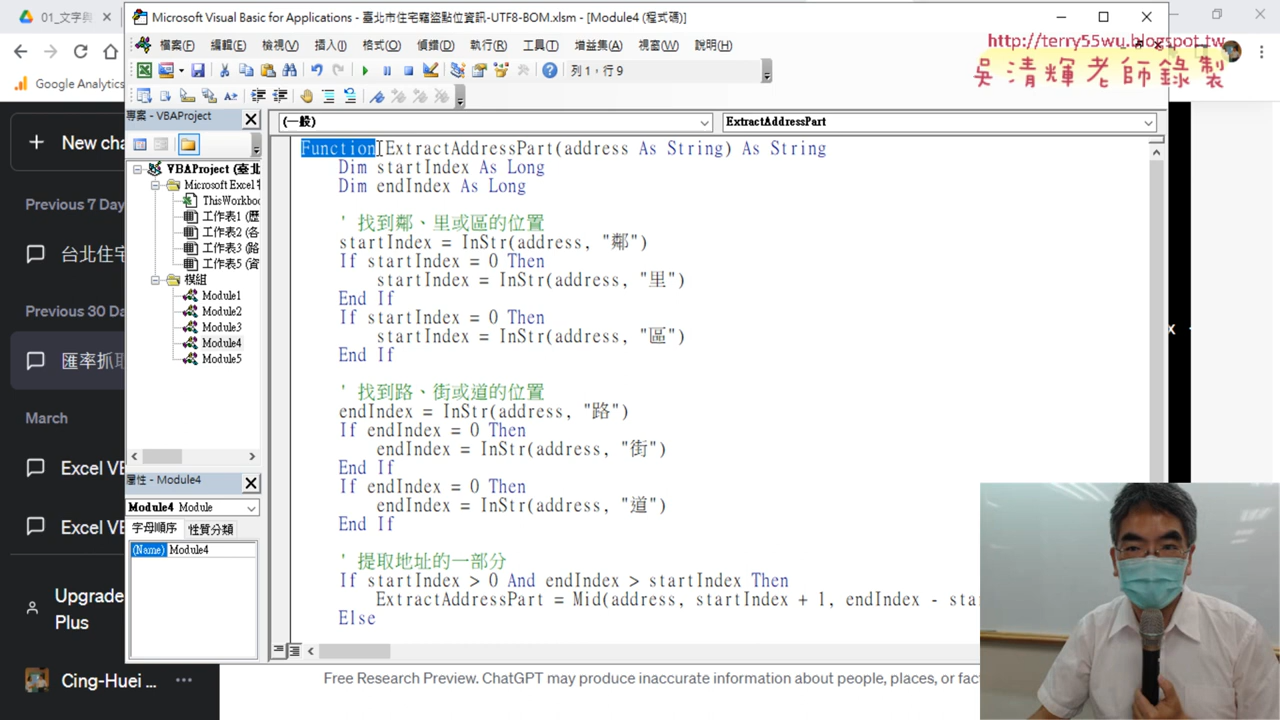 01_文字與
Microsoft Visual Basic for Applications - 臺北市住宅竊盜點位資訊-UTF8-BOM.xlsm - [Module4 (程式碼)]
http://terry55wu.blogspot.tw
吳清輝老師錄製
檔案(F) 編輯(E) 檢視(V) 插入(I) 格式(O) 偵錯(D) 執行(R) 工具(T) 增益集(A) 視窗(W) 說明(H)
列 1，行 9
Google Analytics
專案 - VBAProject
(一般)
ExtractAddressPart
New cha
VBAProject (臺北
Microsoft Excel
ThisWorkboo
工作表1 (歷
工作表2 (各
工作表3 (路
工作表5 (資
模組
Module1
Module2
Module3
Module4
Module5
Previous 7 Day
台北住宅
Previous 30 Da
匯率抓取
March
Excel VB
Excel VB
Upgrade
Plus
Cing-Huei ...
屬性 - Module4
Module4 Module
字母順序 性質分類
(Name) Module4
Function ExtractAddressPart(address As String) As String
Dim startIndex As Long
Dim endIndex As Long
' 找到鄰、里或區的位置
startIndex = InStr(address, "鄰")
If startIndex = 0 Then
startIndex = InStr(address, "里")
End If
If startIndex = 0 Then
startIndex = InStr(address, "區")
End If
' 找到路、街或道的位置
endIndex = InStr(address, "路")
If endIndex = 0 Then
endIndex = InStr(address, "街")
End If
If endIndex = 0 Then
endIndex = InStr(address, "道")
End If
' 提取地址的一部分
If startIndex > 0 And endIndex > startIndex Then
ExtractAddressPart = Mid(address, startIndex + 1, endIndex - sta
Else
Free Research Preview. ChatGPT may produce inaccurate information about people, places, or fac